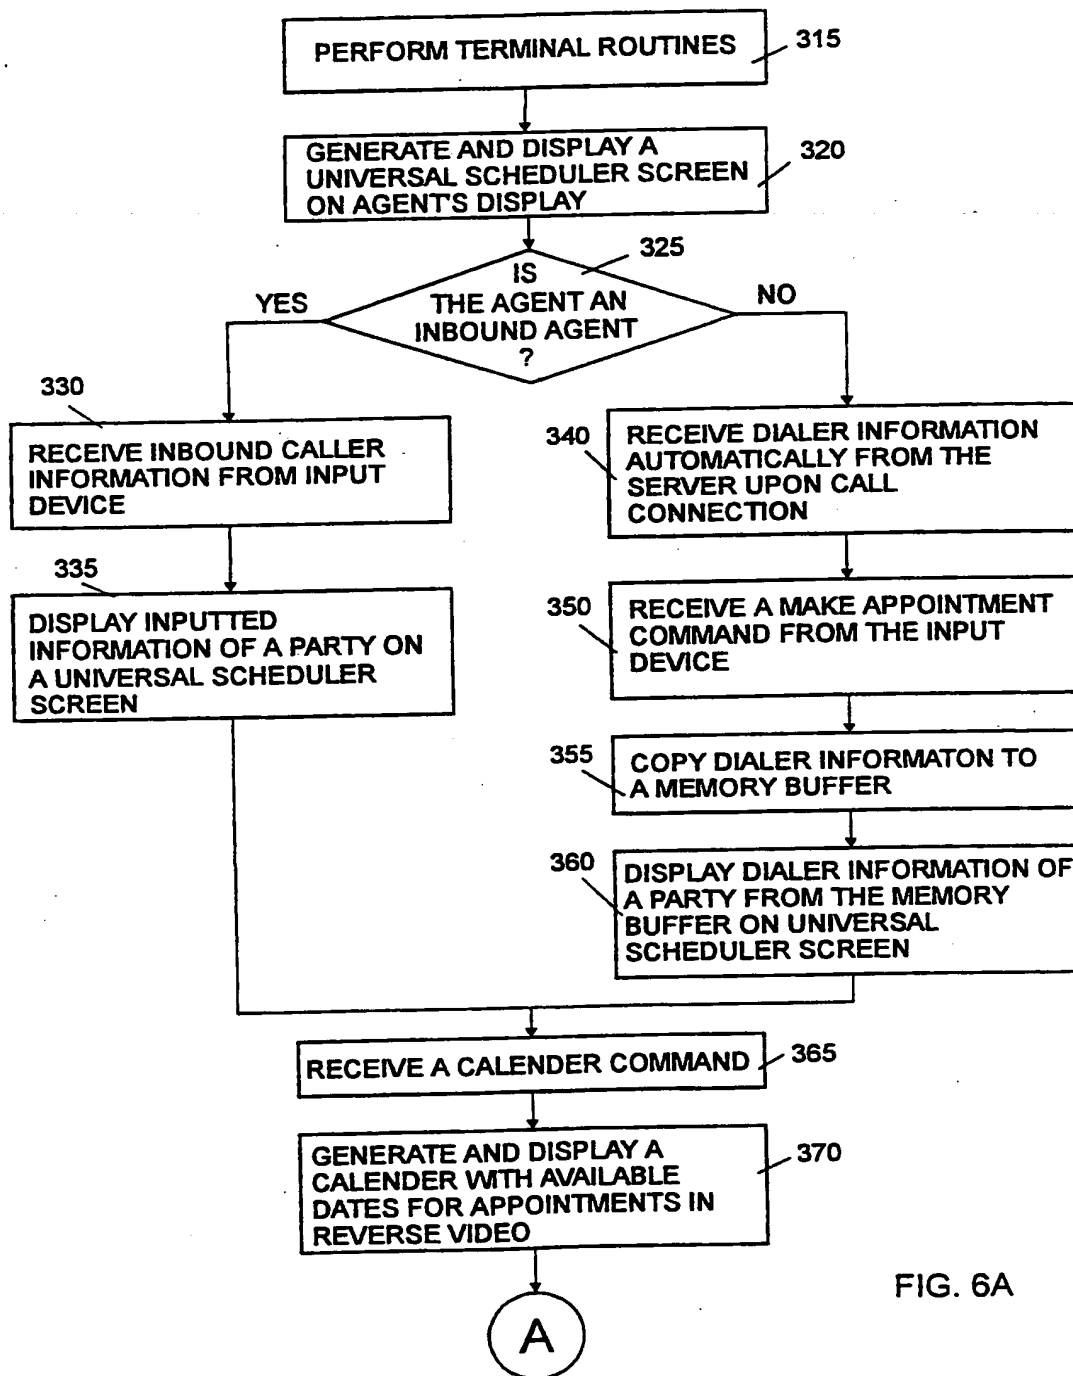 PERFORM TERMINAL ROUTINES
315
GENERATE AND DISPLAY A
UNIVERSAL SCHEDULER SCREEN
ON AGENT'S DISPLAY
320
325
IS
THE AGENT AN
INBOUND AGENT
?
YES
NO
330
RECEIVE INBOUND CALLER
INFORMATION FROM INPUT
DEVICE
335
DISPLAY INPUTTED
INFORMATION OF A PARTY ON
A UNIVERSAL SCHEDULER
SCREEN
340
RECEIVE DIALER INFORMATION
AUTOMATICALLY FROM THE
SERVER UPON CALL
CONNECTION
350
RECEIVE A MAKE APPOINTMENT
COMMAND FROM THE INPUT
DEVICE
355
COPY DIALER INFORMATON TO
A MEMORY BUFFER
360
DISPLAY DIALER INFORMATION OF
A PARTY FROM THE MEMORY
BUFFER ON UNIVERSAL
SCHEDULER SCREEN
RECEIVE A CALENDER COMMAND
365
GENERATE AND DISPLAY A
CALENDER WITH AVAILABLE
DATES FOR APPOINTMENTS IN
REVERSE VIDEO
370
A
FIG. 6A